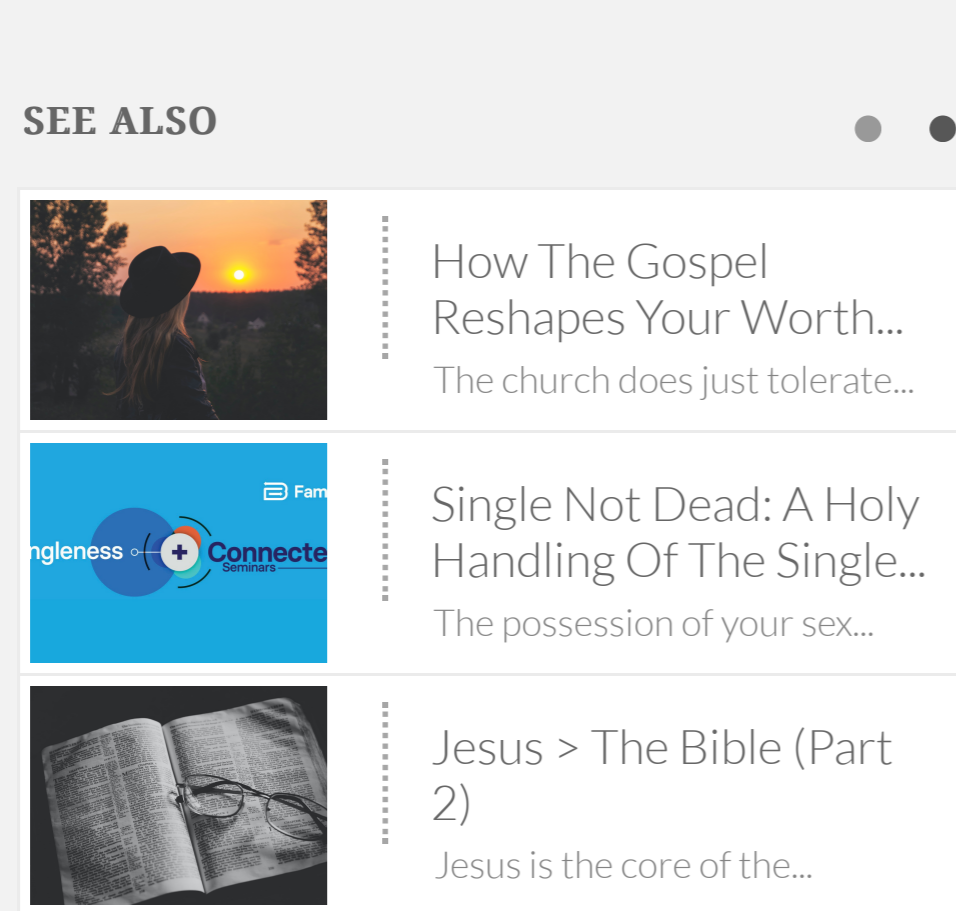 SEE ALSO
How The Gospel
Reshapes Your Worth...
The church does just tolerate...
Fam
ngleness
Connecte
Seminars
Single Not Dead: A Holy
Handling Of The Single...
The possession of your sex...
Jesus > The Bible (Part
2)
Jesus is the core of the...